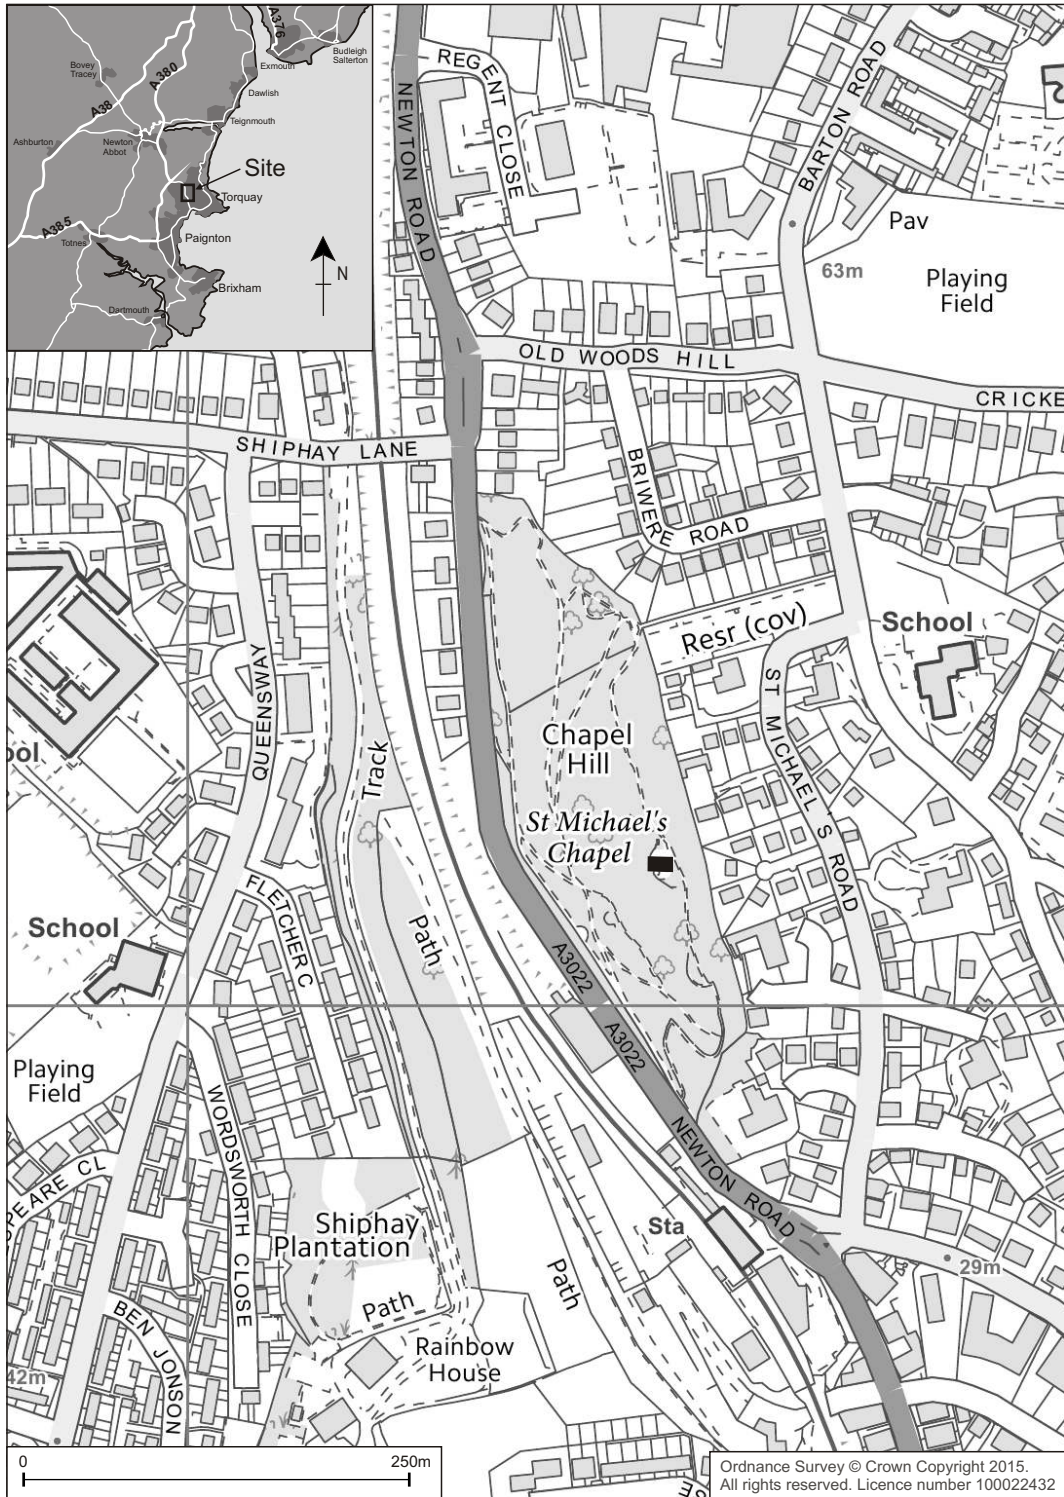 A376
Budleigh
Salterton
Bovey
Tracey
A380
Exmouth
A38
Dawlish
Teignmouth
Ashburton
Newton
Abbot
Site
Torquay
A385
Totnes
Paignton
N
Brixham
Dartmouth
REGENT CLOSE
NEWTON ROAD
BARTON ROAD
Pav
63m
Playing
Field
OLD WOODS HILL
CRICKE
SHIPHAY LANE
BRIWERE ROAD
QUEENSWAY
Resr (cov)
School
ST MICHAEL'S ROAD
ool
Track
Chapel
Hill
St Michael's
Chapel
FLETCHER C
School
Path
A3022
A3022
Playing
Field
WORDSWORTH CLOSE
NEWTON ROAD
SPEARE CL
Shiphay
Plantation
Sta
29m
Path
Path
BEN JONSON
Rainbow
House
42m
0
250m
Ordnance Survey © Crown Copyright 2015.
All rights reserved. Licence number 100022432